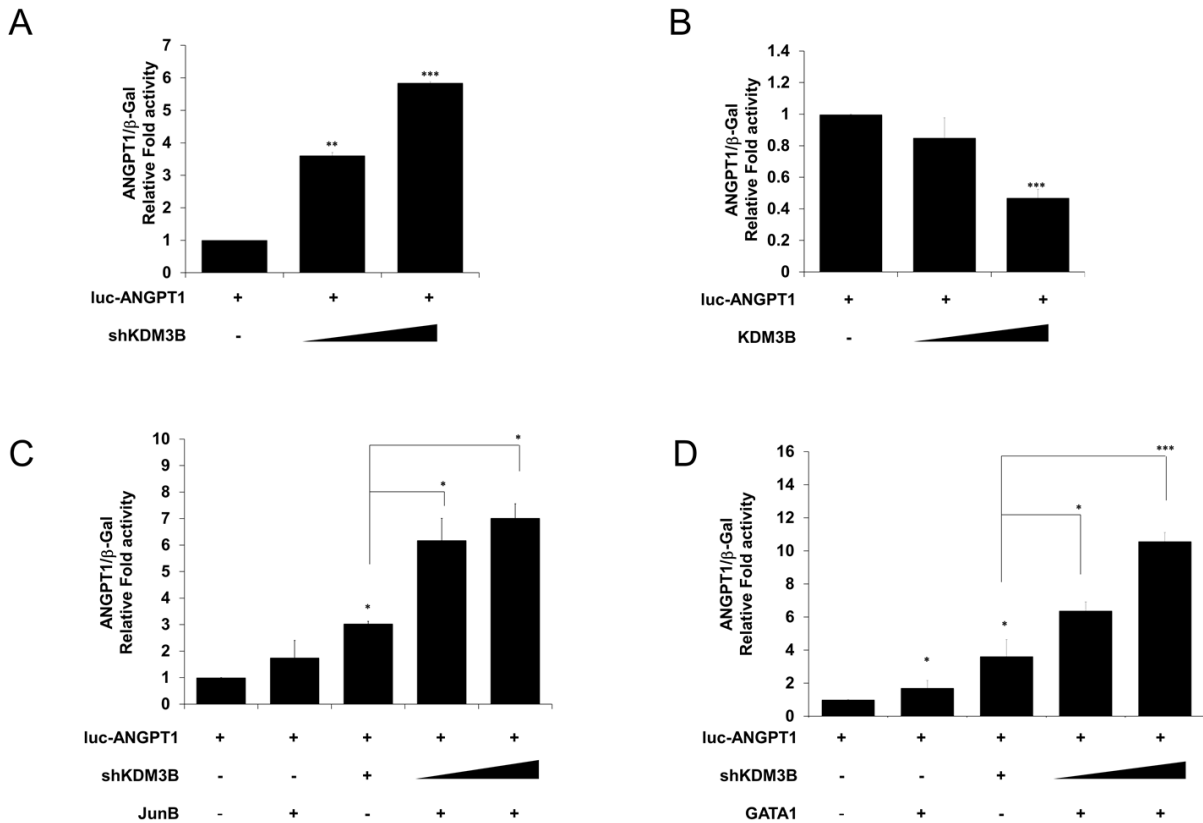 A
ANGPT1/β-Gal
Relative Fold activity
7
6
5
4
3
2
1
0
**
***
luc-ANGPT1 + + +
shKDM3B -
B
ANGPT1/β-Gal
Relative Fold activity
1.4
1.2
1
0.8
0.6
0.4
0.2
0
***
luc-ANGPT1 + + +
KDM3B -
C
ANGPT1/β-Gal
Relative Fold activity
10
9
8
7
6
5
4
3
2
1
0
*
*
*
luc-ANGPT1 + + + + +
shKDM3B - - +
JunB - + - + +
D
ANGPT1/β-Gal
Relative Fold activity
16
14
12
10
8
6
4
2
0
*
*
*
***
luc-ANGPT1 + + + + +
shKDM3B - - +
GATA1 - + - + +